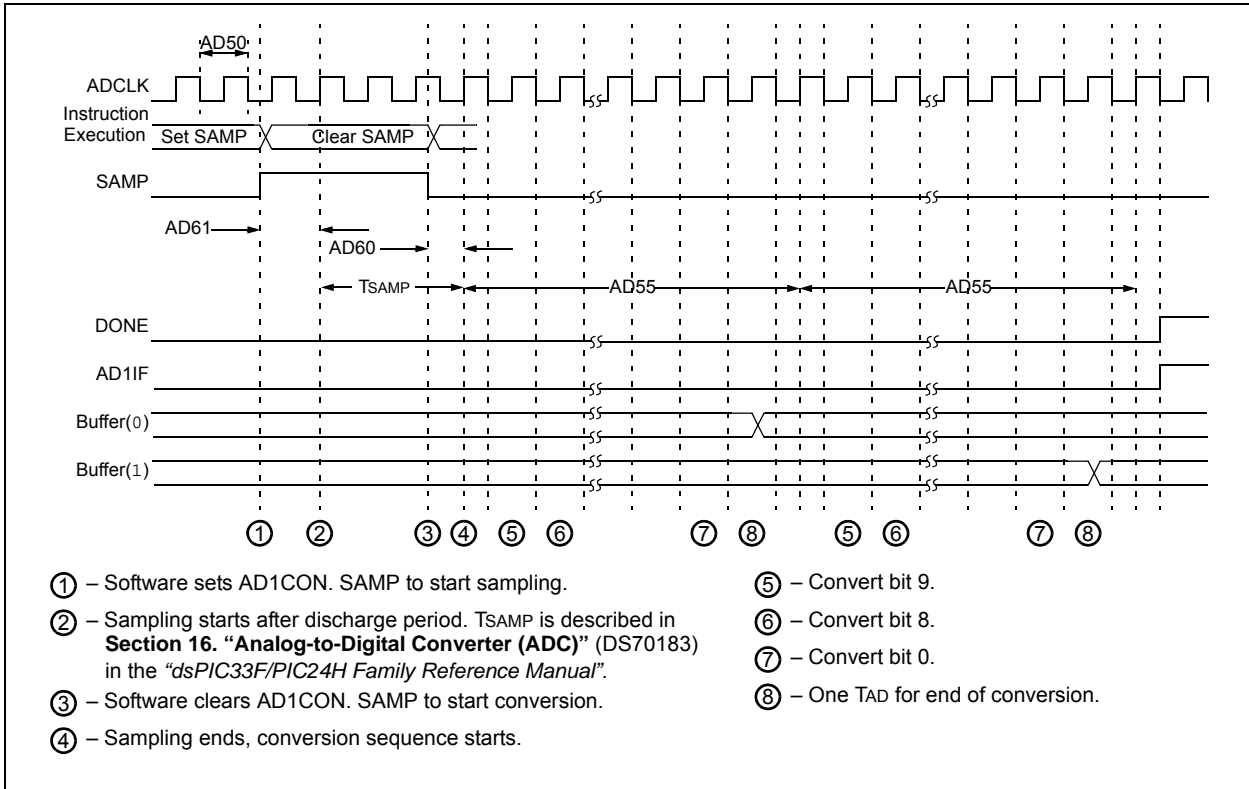 AD50
ADCLK
Instruction
Execution
Set SAMP
Clear SAMP
SAMP
AD61
AD60
TSAMP
AD55
AD55
DONE
AD1IF
Buffer(0)
Buffer(1)
1 2 3 4 5 6 7 8 5 6 7 8
1 – Software sets AD1CON. SAMP to start sampling.
2 – Sampling starts after discharge period. TSAMP is described in
Section 16. “Analog-to-Digital Converter (ADC)” (DS70183)
in the “dsPIC33F/PIC24H Family Reference Manual”.
3 – Software clears AD1CON. SAMP to start conversion.
4 – Sampling ends, conversion sequence starts.
5 – Convert bit 9.
6 – Convert bit 8.
7 – Convert bit 0.
8 – One TAD for end of conversion.